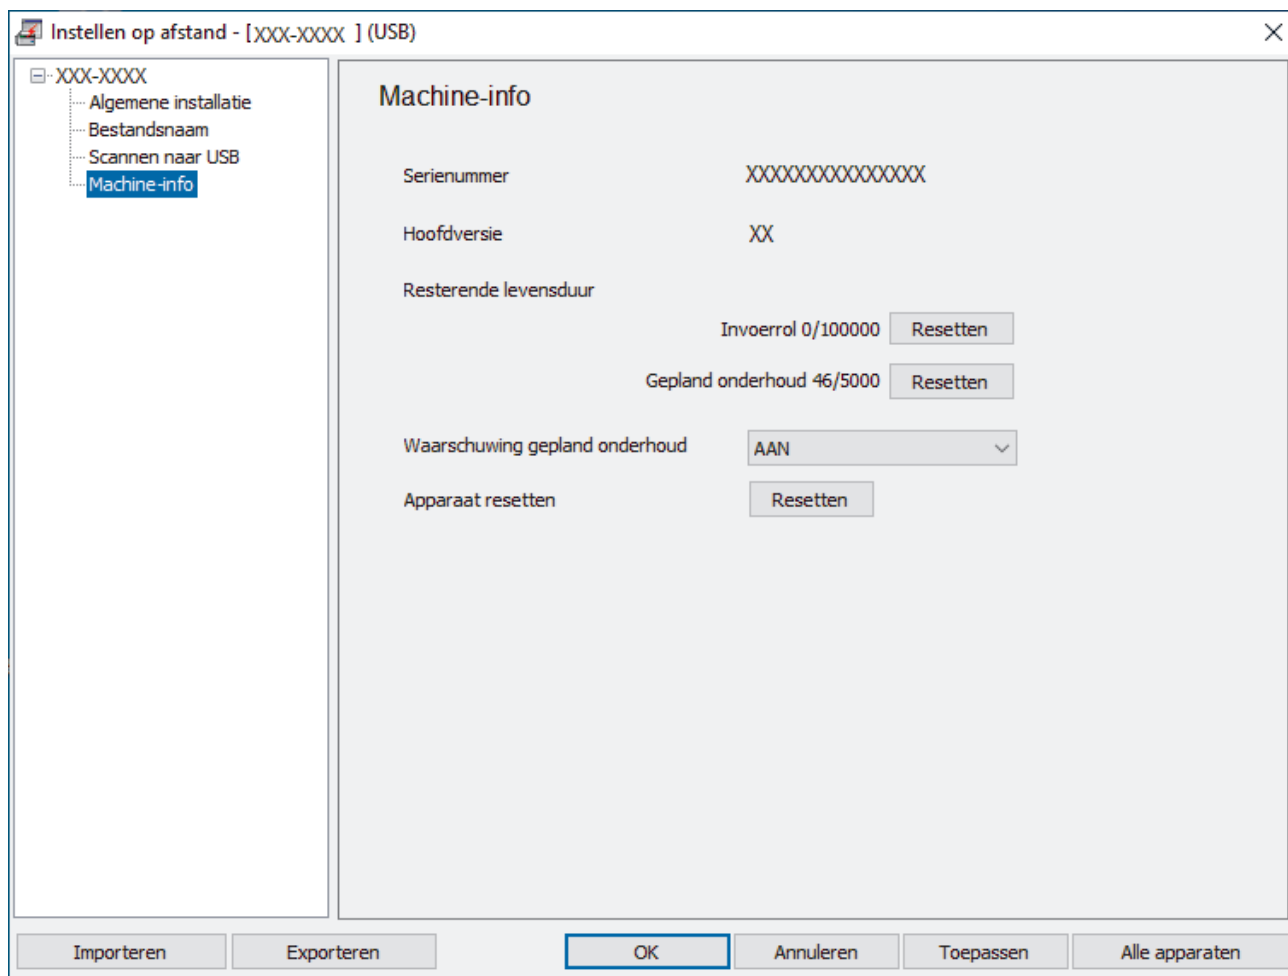 Instellen op afstand - [ XXX-XXXX ] (USB)
XXX-XXXX
Algemene installatie
Bestandsnaam
Scannen naar USB
Machine-info
Machine-info
Serienummer XXXXXXXXXXXXXXX
Hoofdversie XX
Resterende levensduur
Invoerrol 0/100000 Resetten
Gepland onderhoud 46/5000 Resetten
Waarschuwing gepland onderhoud AAN
Apparaat resetten Resetten
Importeren Exporteren OK Annuleren Toepassen Alle apparaten